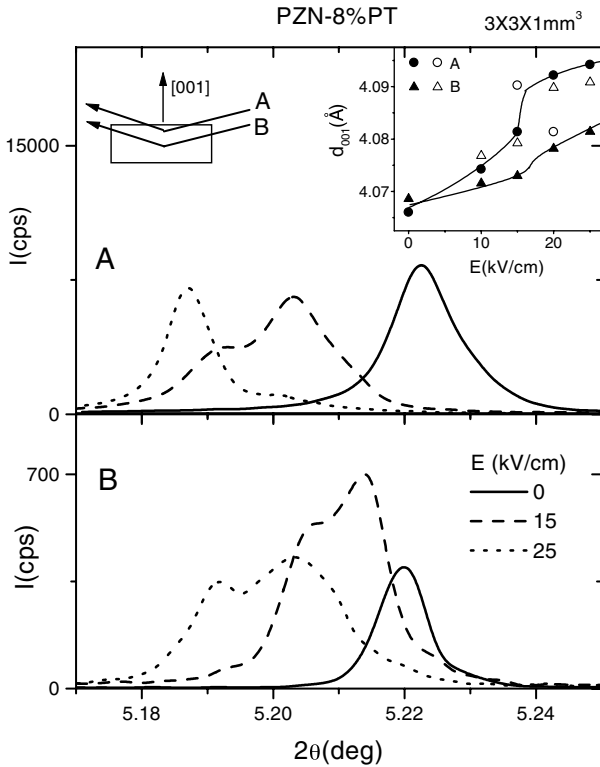 PZN-8%PT
3X3X1mm³
[001]
A
B
15000
I(cps)
A
0
A
B
4.09
4.08
4.07
d₀₀₁(Å)
0
10
20
E(kV/cm)
B
700
I(cps)
0
E (kV/cm)
0
15
25
5.18
5.20
5.22
5.24
2θ(deg)